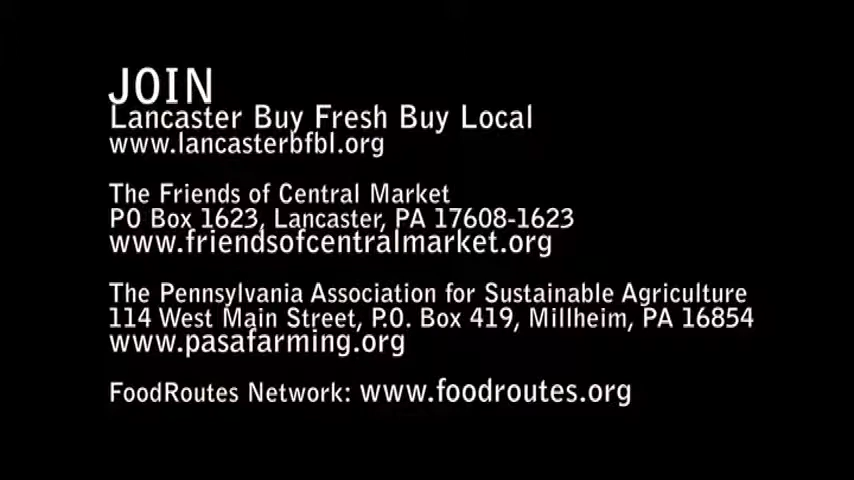 JOIN
Lancaster Buy Fresh Buy Local
www.lancasterbfbl.org
The Friends of Central Market
PO Box 1623, Lancaster, PA 17608-1623
www.friendsofcentralmarket.org
The Pennsylvania Association for Sustainable Agriculture
114 West Main Street, P.O. Box 419, Millheim, PA 16854
www.pasafarming.org
FoodRoutes Network: www.foodroutes.org